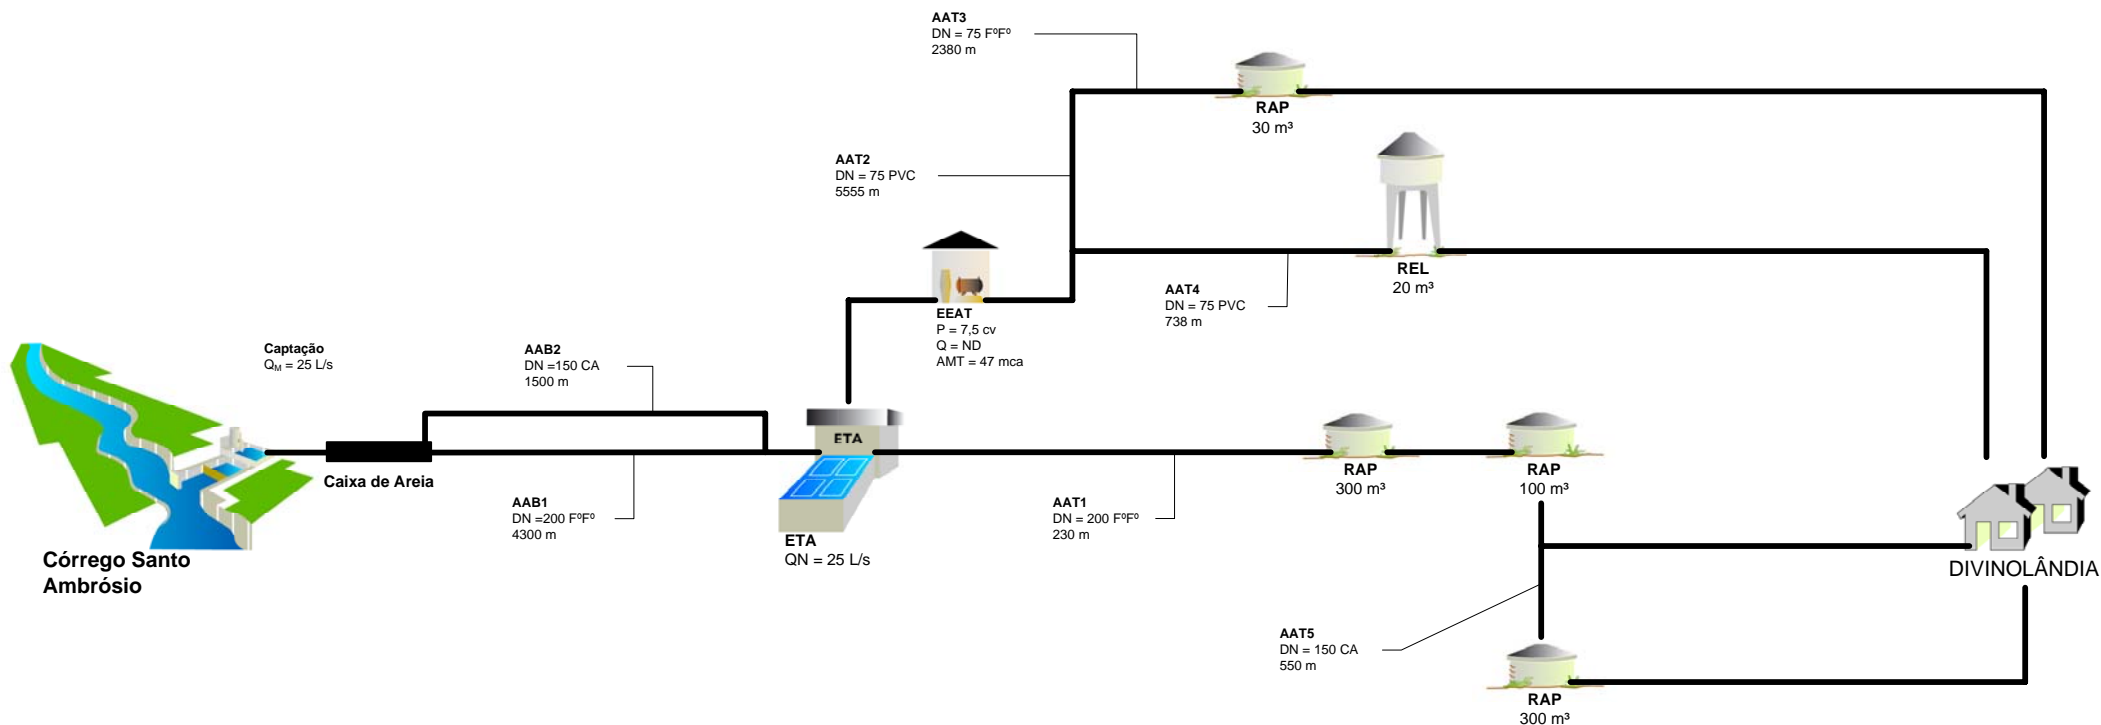 AAT3
DN = 75 FºFº
2380 m
RAP
30 m³
AAT2
DN = 75 PVC
5555 m
REL
20 m³
AAT4
DN = 75 PVC
738 m
EEAT
P = 7,5 cv
Q = ND
AMT = 47 mca
Captação
QM = 25 L/s
AAB2
DN =150 CA
1500 m
ETA
Caixa de Areia
RAP
300 m³
RAP
100 m³
AAB1
DN =200 FºFº
4300 m
AAT1
DN = 200 FºFº
230 m
ETA
QN = 25 L/s
Córrego Santo
Ambrósio
DIVINOLÂNDIA
AAT5
DN = 150 CA
550 m
RAP
300 m³